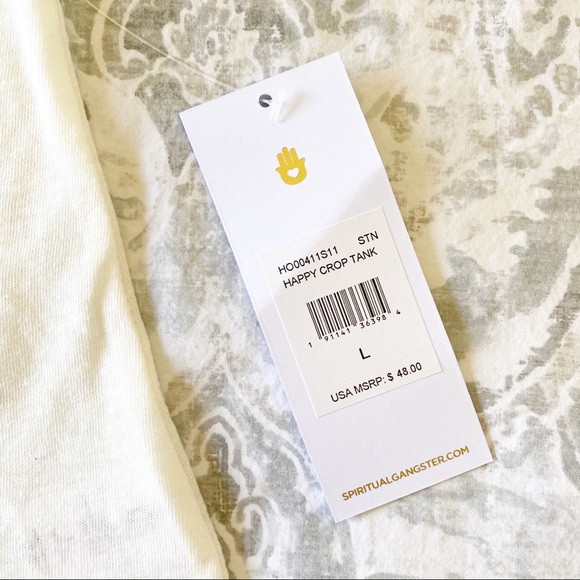 HO00411S11 STN
HAPPY CROP TANK
1 91141 36398 4
L
USA MSRP: $ 48.00
SPIRITUALGANGSTER.COM